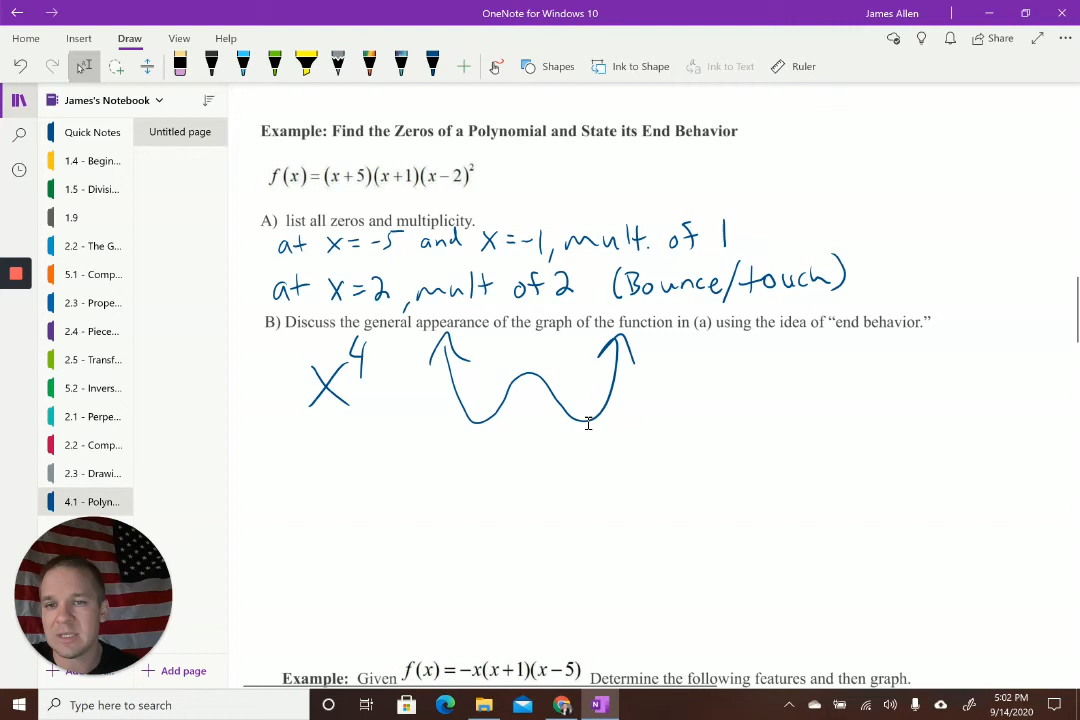 OneNote for Windows 10
James Allen
Home Insert Draw View Help
Share
Shapes Ink to Shape Ink to Text Ruler
James's Notebook
Untitled page
Quick Notes
1.4 - Begin...
1.5 - Divisi...
1.9
2.2 - The G...
5.1 - Comp...
2.3 - Prope...
2.4 - Piece...
2.5 - Transf...
5.2 - Invers...
2.1 - Perpe...
2.2 - Comp...
2.3 - Drawi...
4.1 - Polyn...
Add page
Example: Find the Zeros of a Polynomial and State its End Behavior
f(x) = (x+5)(x+1)(x−2)²
A) list all zeros and multiplicity.
at x = -5 and x = -1, mult. of 1
at x = 2, mult of 2 (Bounce/touch)
B) Discuss the general appearance of the graph of the function in (a) using the idea of “end behavior.”
x⁴
Example: Given f(x) = −x(x+1)(x−5) Determine the following features and then graph.
Type here to search
5:02 PM
9/14/2020